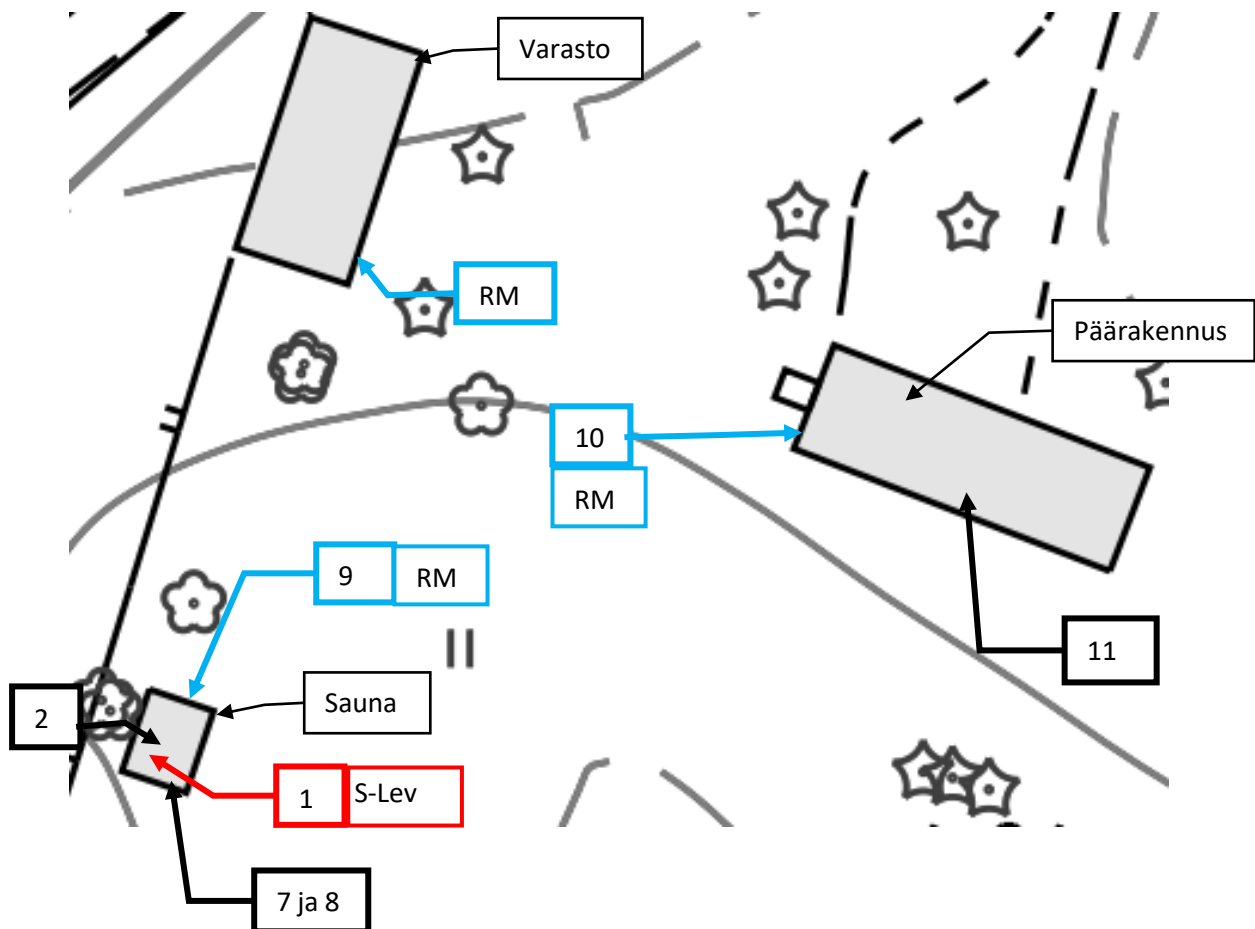 Varasto
RM
Päärakennus
10
RM
9
RM
11
2
Sauna
1
S-Lev
7 ja 8